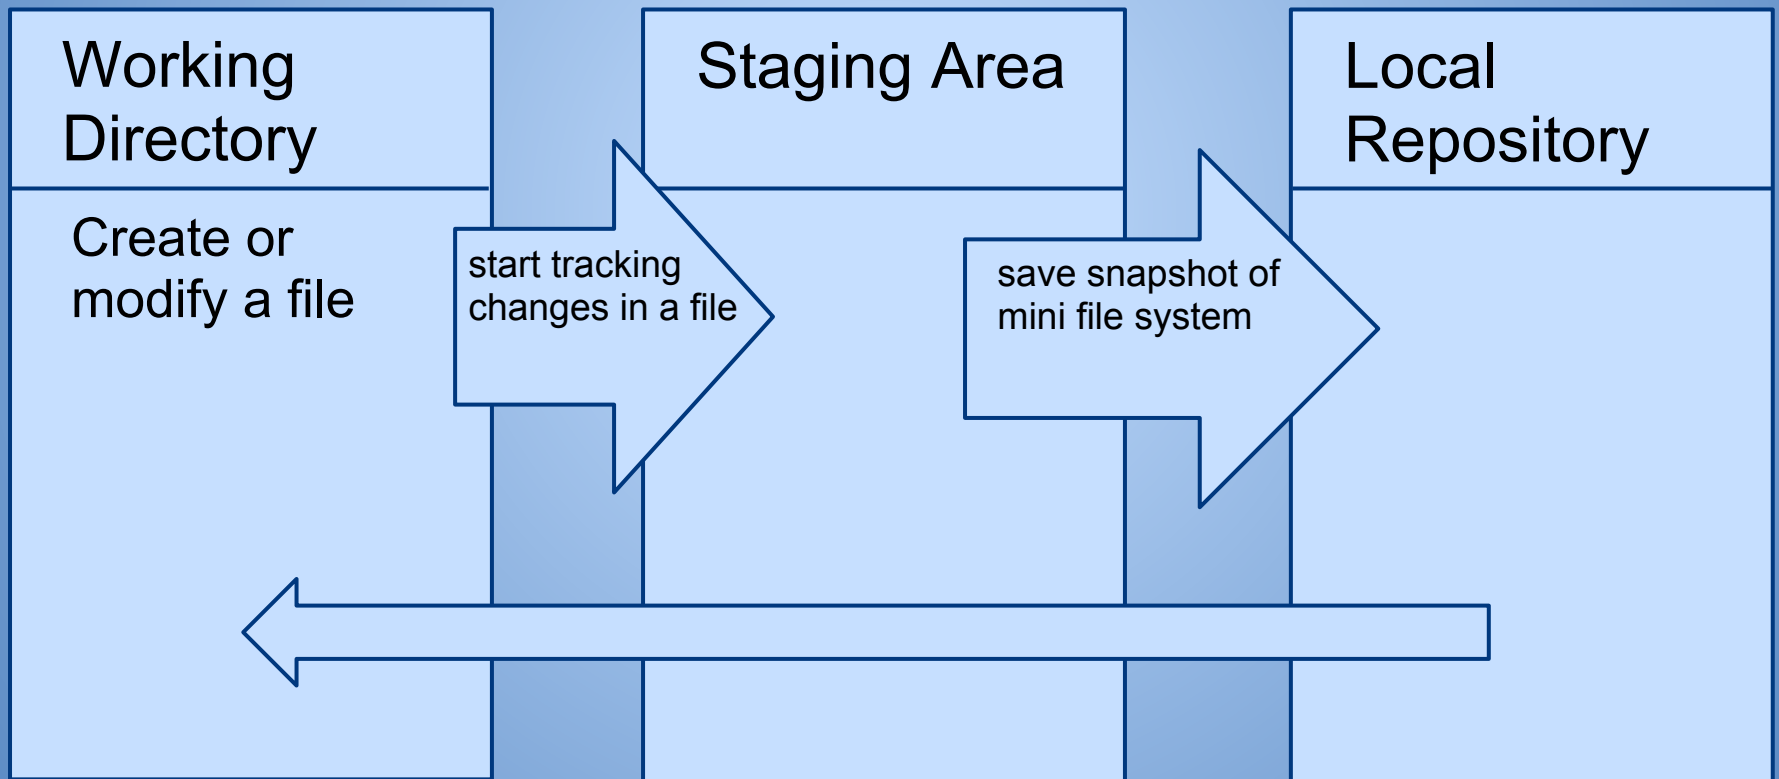 Working
Directory
Staging Area
Local
Repository
Create or
modify a file
start tracking
changes in a file
save snapshot of
mini file system